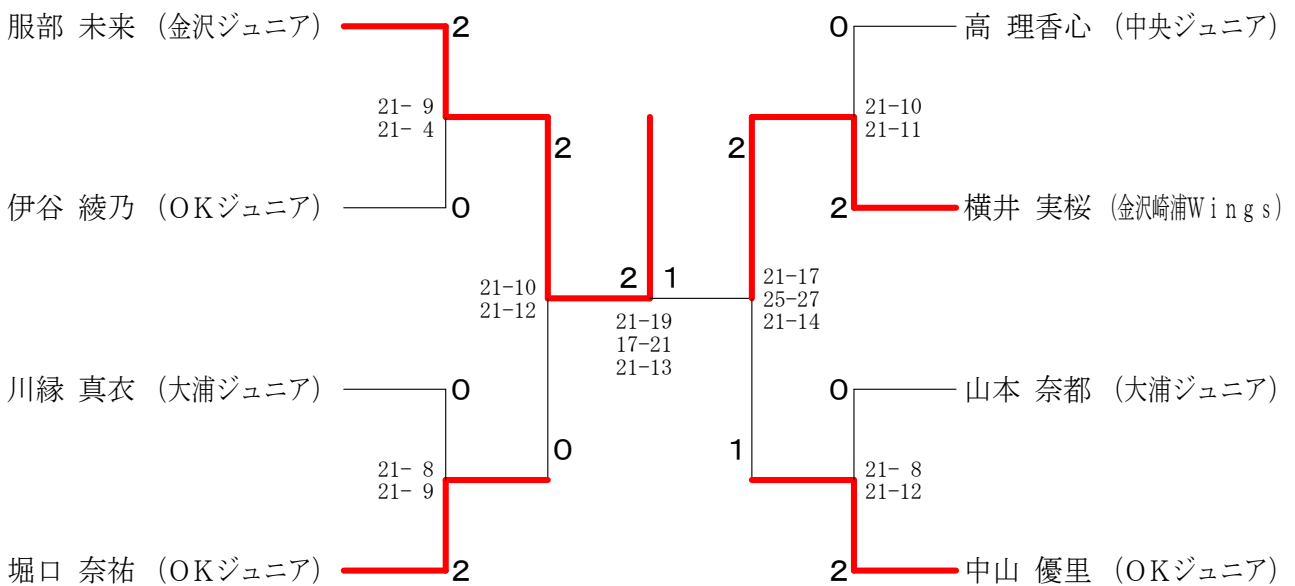 服部 未来 (金沢ジュニア) 2
0 高 理香心 (中央ジュニア)
21- 9
21- 4
21-10
21-11
2
2
伊谷 綾乃 (OKジュニア) 0
2 横井 実桜 (金沢崎浦Wings)
21-10
21-12
2 1
21-19
17-21
21-13
21-17
25-27
21-14
川縁 真衣 (大浦ジュニア) 0
0 山本 奈都 (大浦ジュニア)
0
1
21- 8
21- 9
21- 8
21-12
堀口 奈祐 (OKジュニア) 2
2 中山 優里 (OKジュニア)